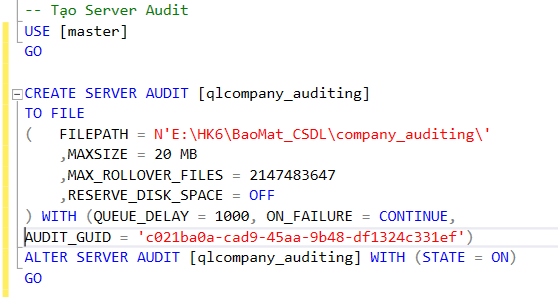 -- Tạo Server Audit
USE [master]
GO
CREATE SERVER AUDIT [qlcompany_auditing]
TO FILE
(   FILEPATH = N'E:\HK6\BaoMat_CSDL\company_auditing\'
    ,MAXSIZE = 20 MB
    ,MAX_ROLLOVER_FILES = 2147483647
    ,RESERVE_DISK_SPACE = OFF
) WITH (QUEUE_DELAY = 1000, ON_FAILURE = CONTINUE,
AUDIT_GUID = 'c021ba0a-cad9-45aa-9b48-df1324c331ef')
ALTER SERVER AUDIT [qlcompany_auditing] WITH (STATE = ON)
GO